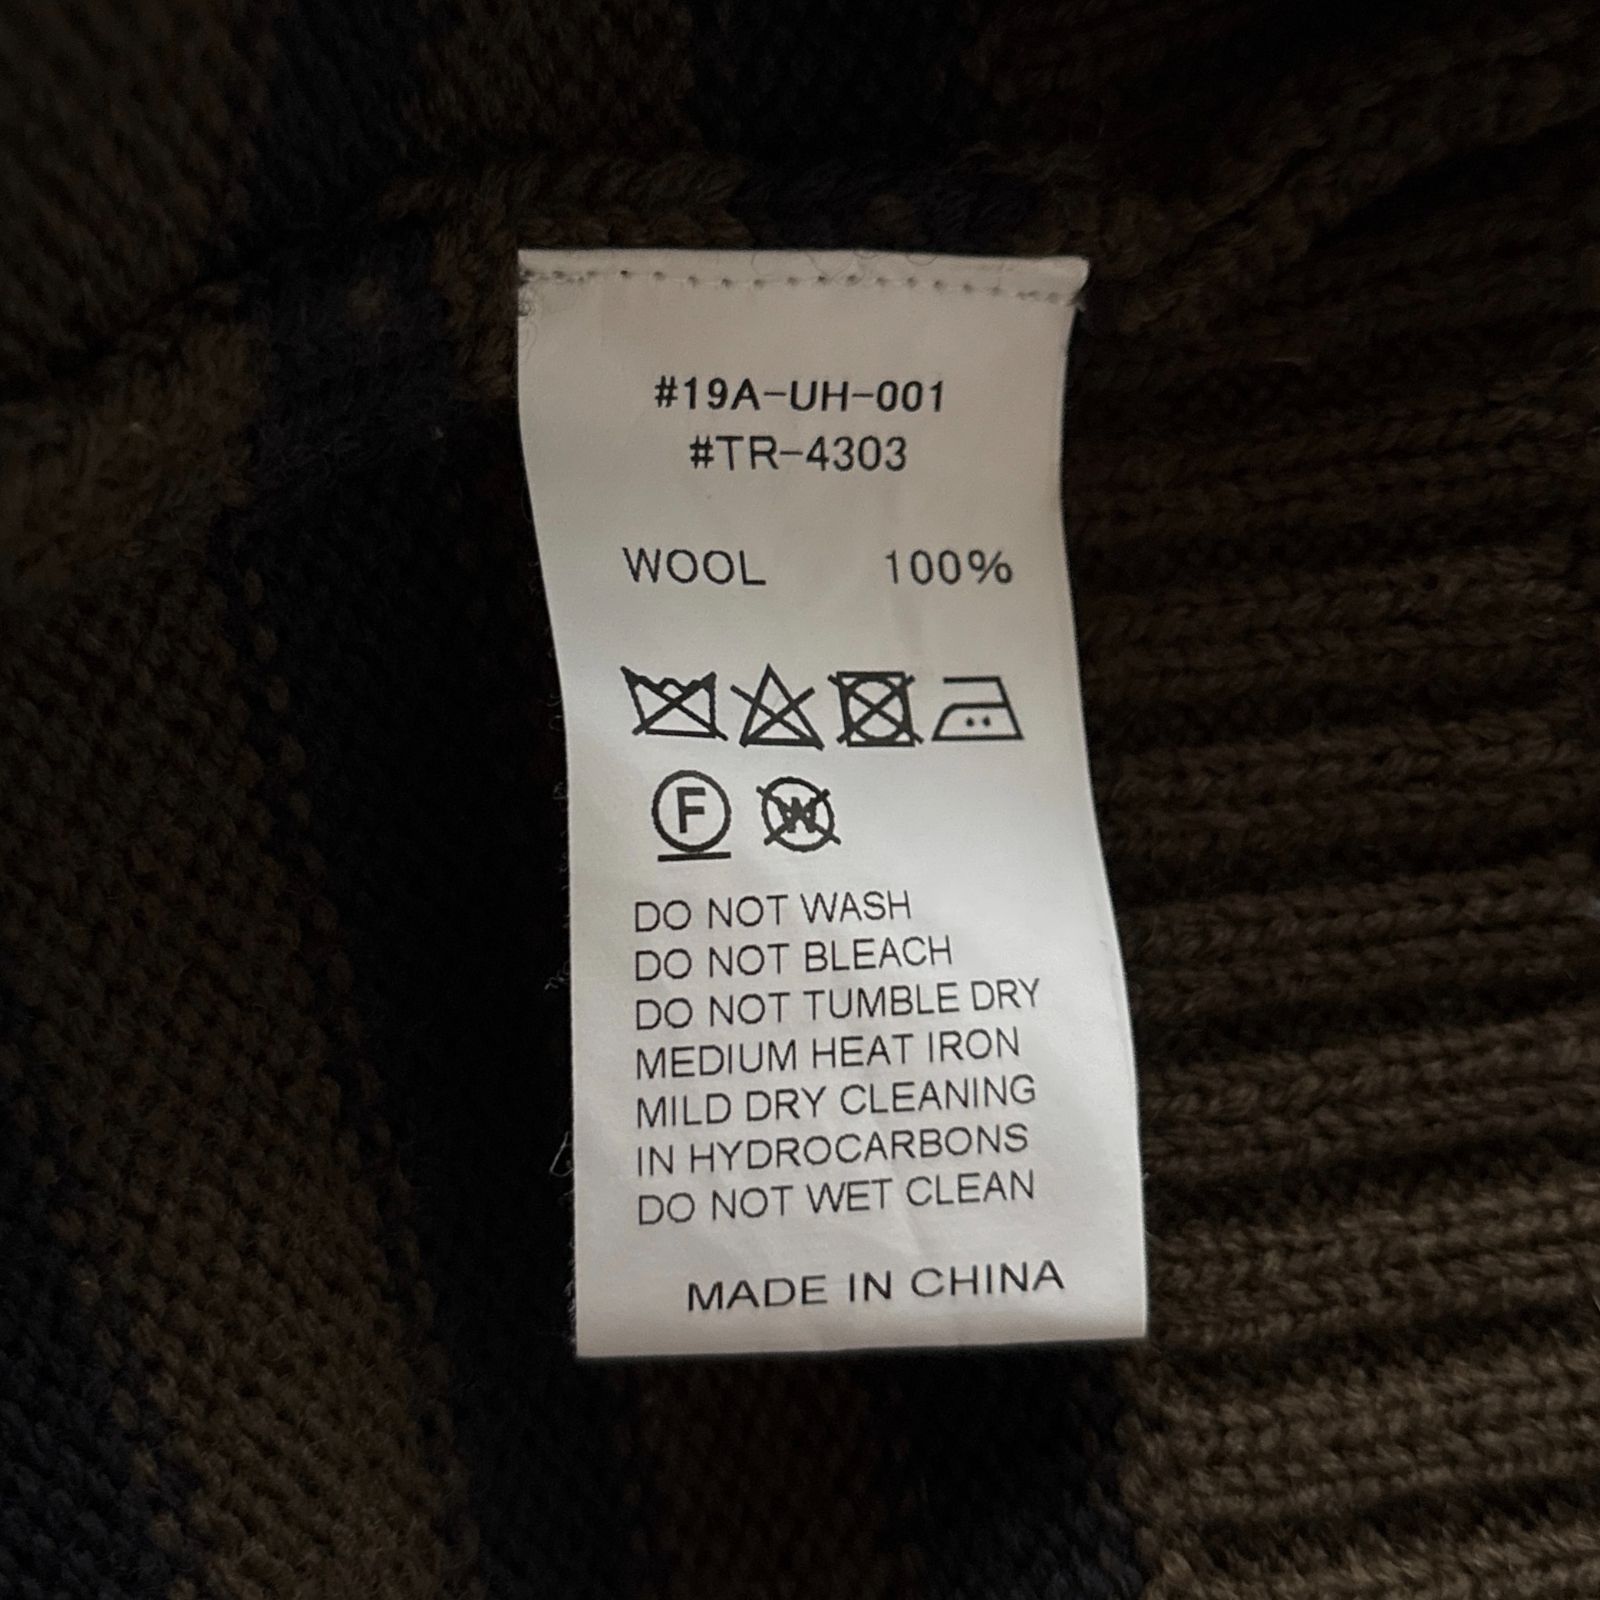 #19A-UH-001
#TR-4303
WOOL 100%
F W
DO NOT WASH
DO NOT BLEACH
DO NOT TUMBLE DRY
MEDIUM HEAT IRON
MILD DRY CLEANING
IN HYDROCARBONS
DO NOT WET CLEAN
MADE IN CHINA